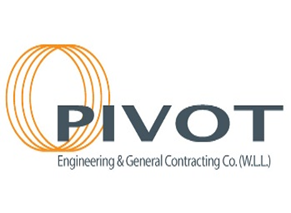 PIVOT
Engineering & General Contracting Co. (W.L.L.)